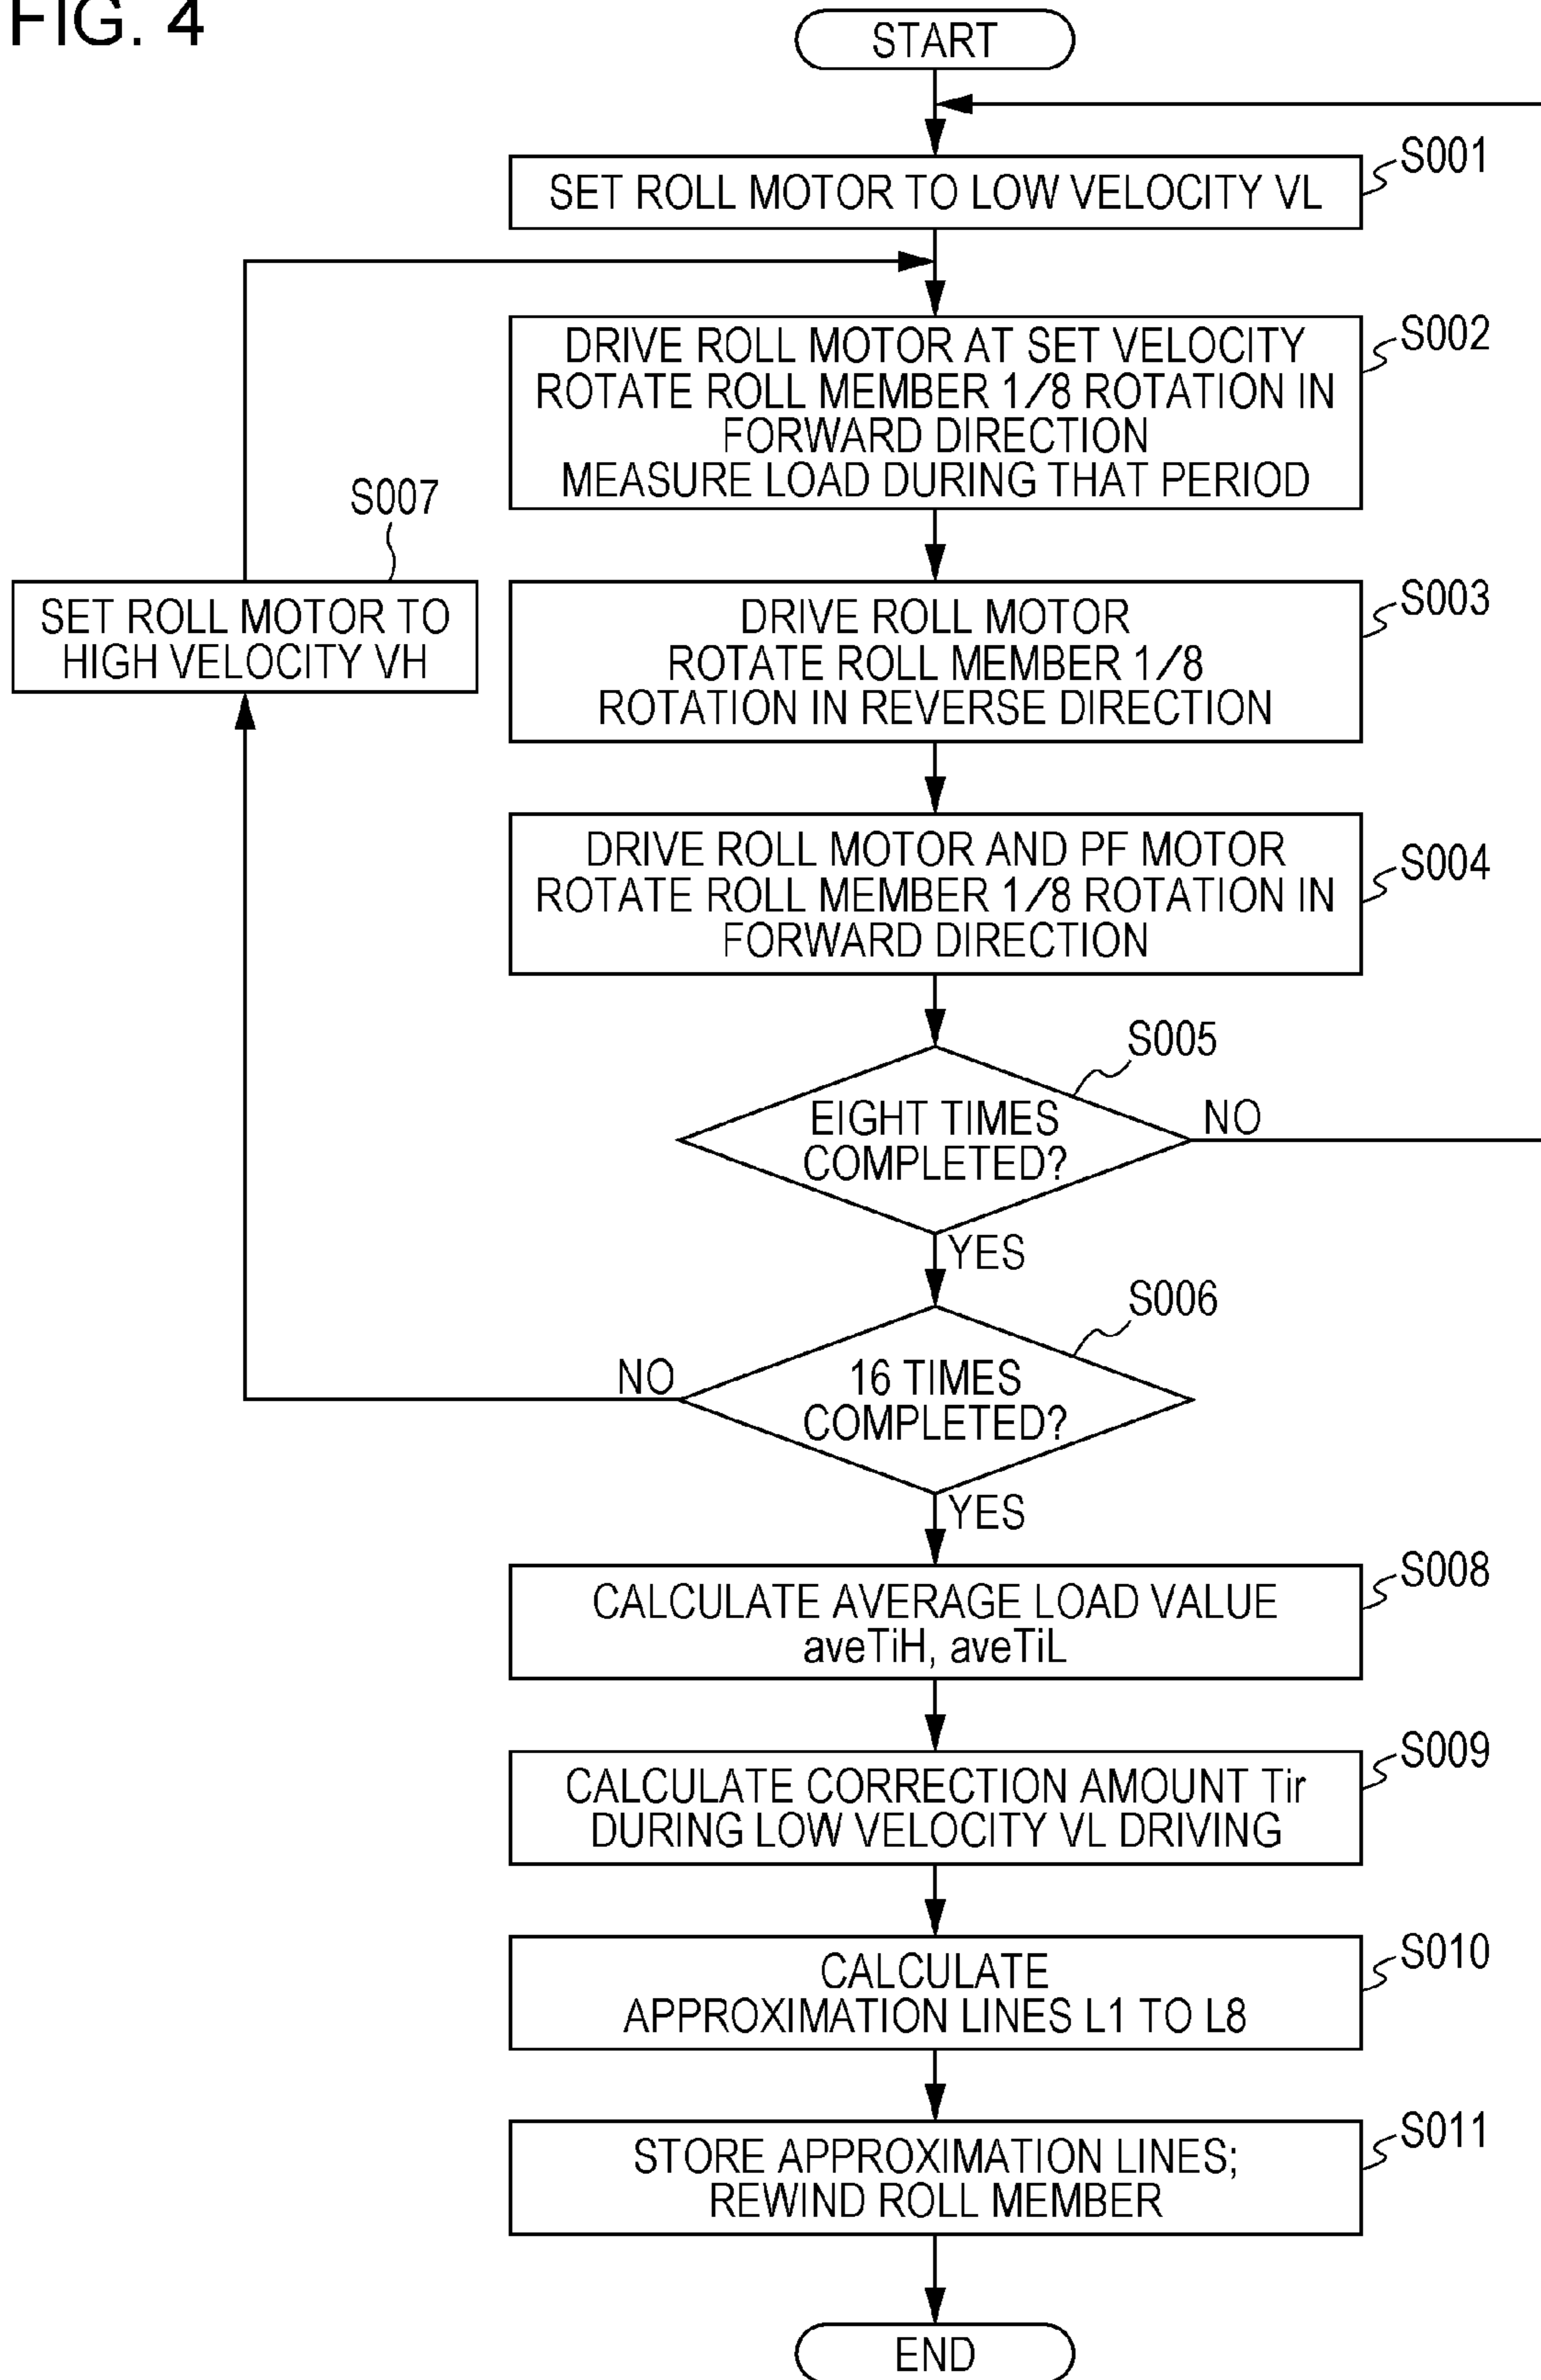 FIG. 4
START
S001
SET ROLL MOTOR TO LOW VELOCITY VL
S002
DRIVE ROLL MOTOR AT SET VELOCITY
ROTATE ROLL MEMBER 1/8 ROTATION IN
FORWARD DIRECTION
MEASURE LOAD DURING THAT PERIOD
S007
SET ROLL MOTOR TO
HIGH VELOCITY VH
S003
DRIVE ROLL MOTOR
ROTATE ROLL MEMBER 1/8
ROTATION IN REVERSE DIRECTION
S004
DRIVE ROLL MOTOR AND PF MOTOR
ROTATE ROLL MEMBER 1/8 ROTATION IN
FORWARD DIRECTION
S005
EIGHT TIMES
COMPLETED?
NO
YES
S006
16 TIMES
COMPLETED?
NO
YES
S008
CALCULATE AVERAGE LOAD VALUE
aveTiH, aveTiL
S009
CALCULATE CORRECTION AMOUNT Tir
DURING LOW VELOCITY VL DRIVING
S010
CALCULATE
APPROXIMATION LINES L1 TO L8
S011
STORE APPROXIMATION LINES;
REWIND ROLL MEMBER
END